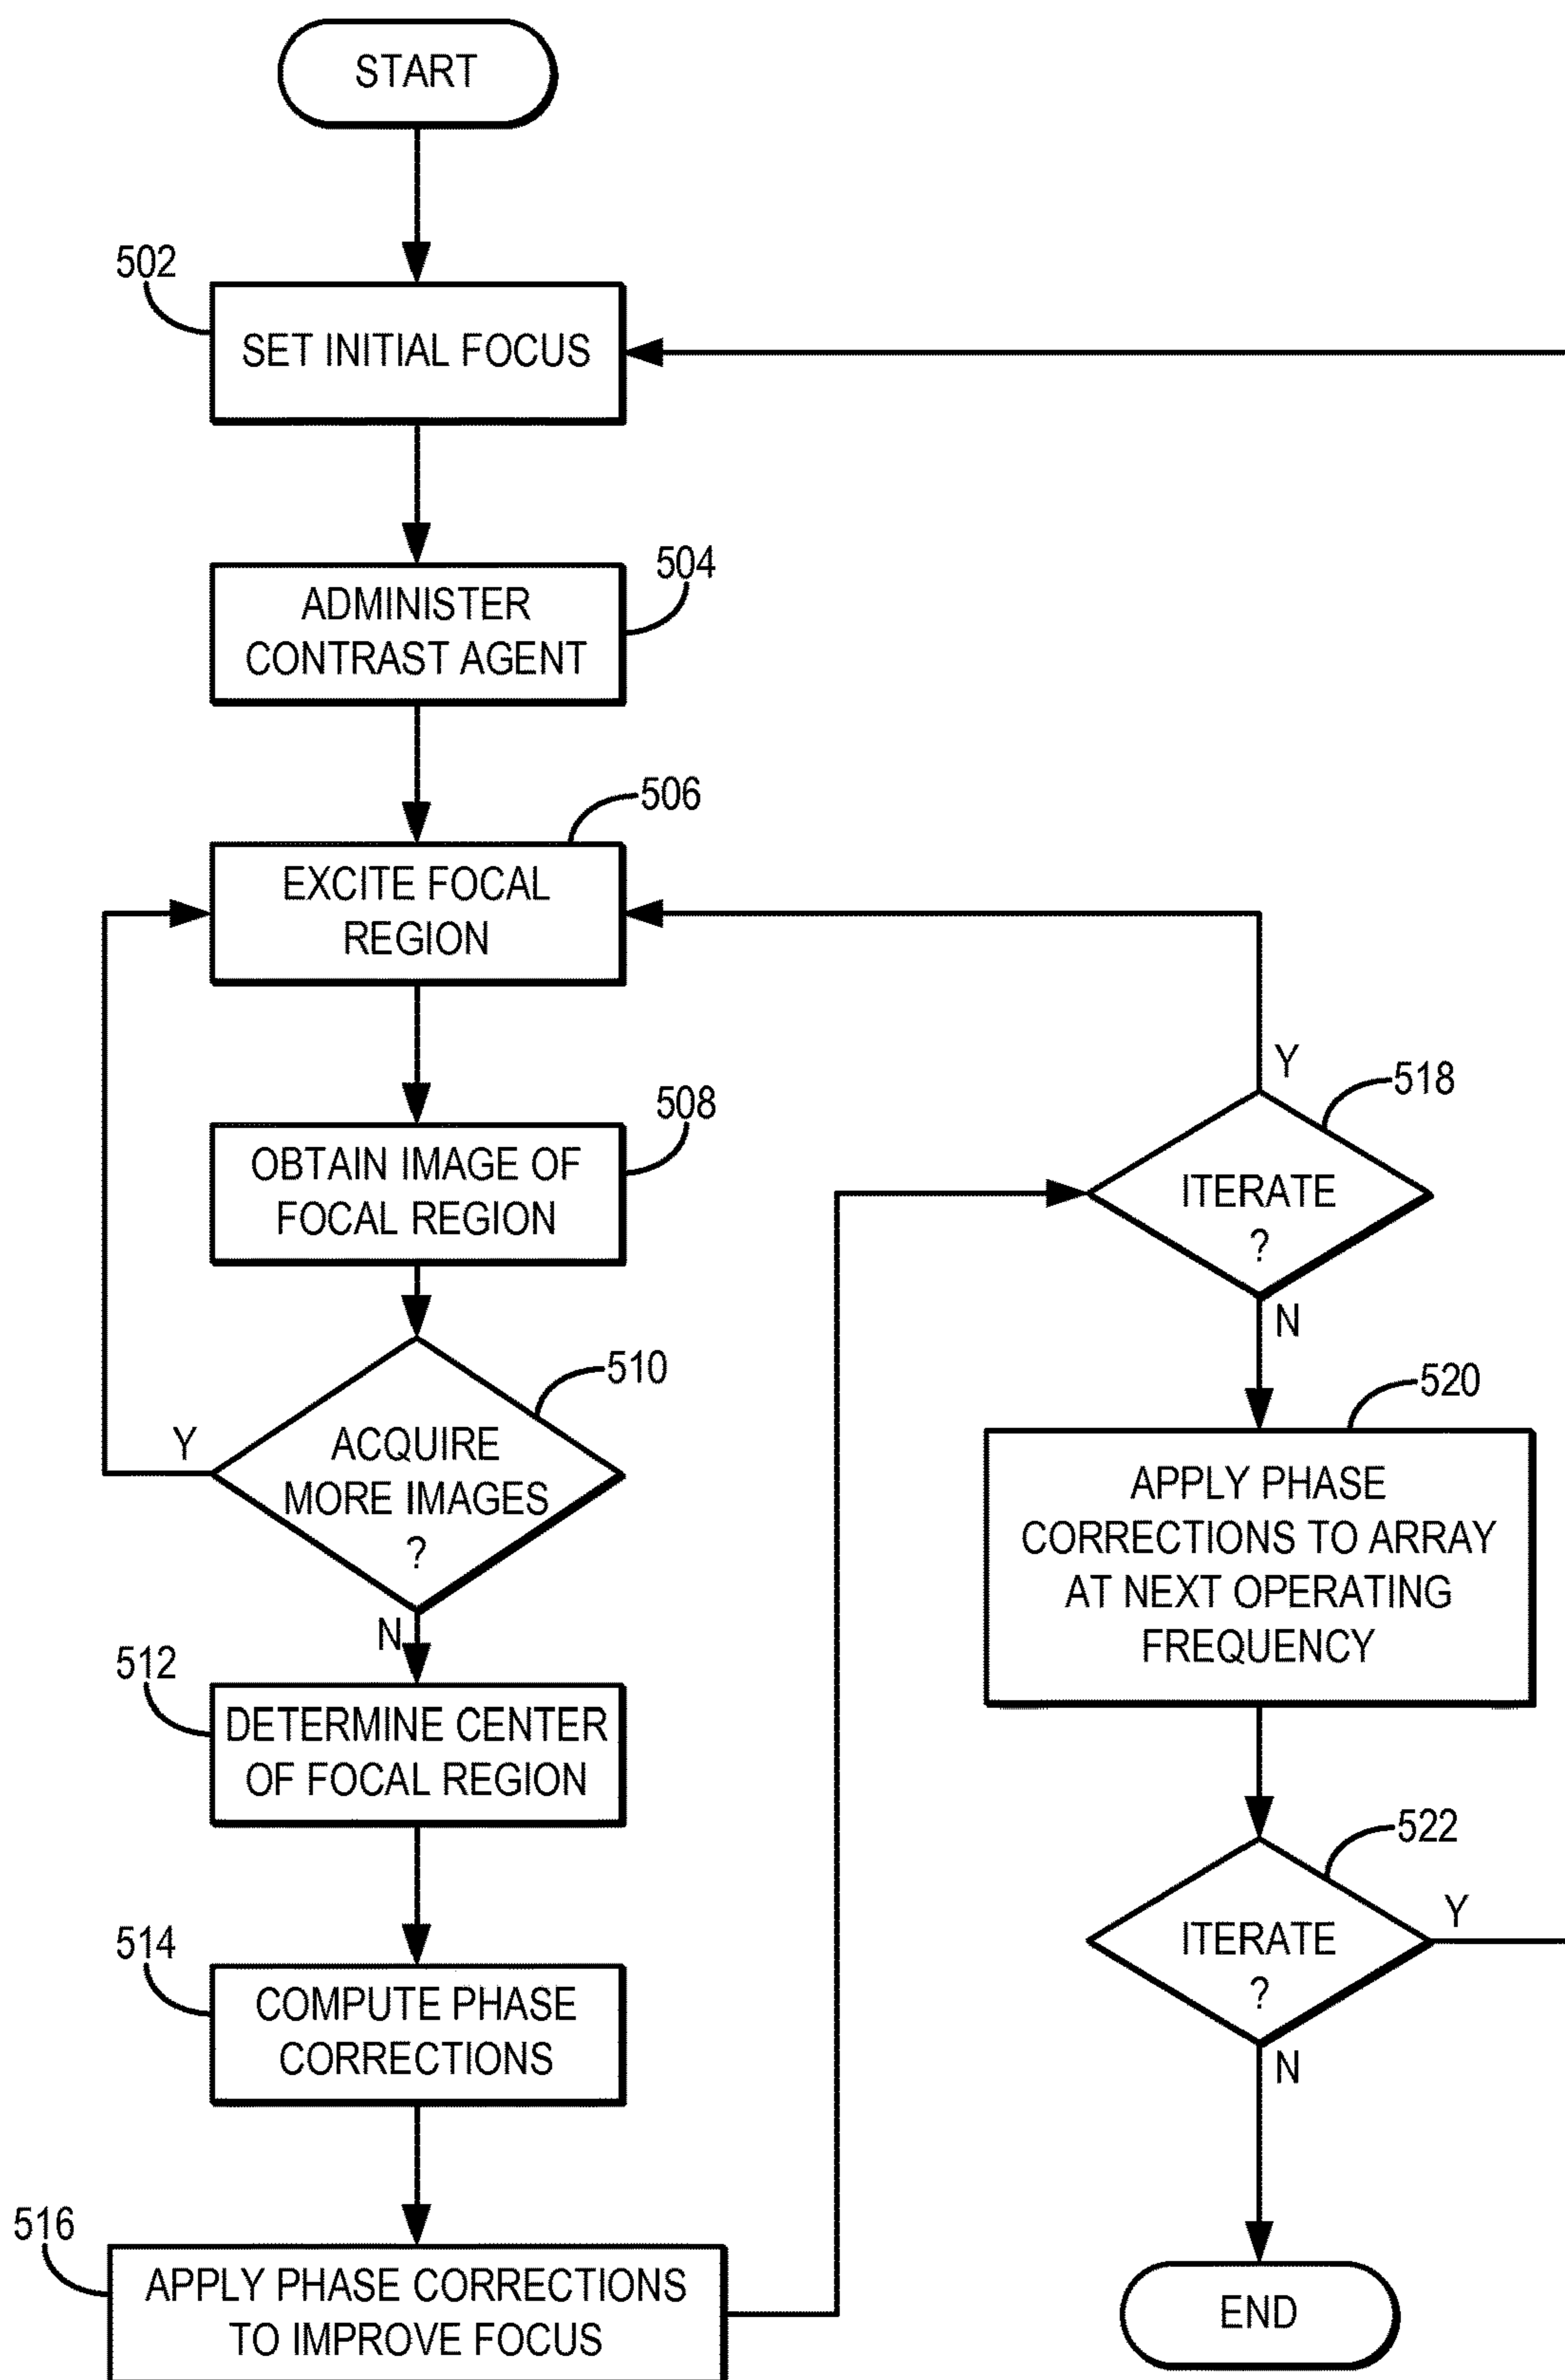 START
502
SET INITIAL FOCUS
504
ADMINISTER
CONTRAST AGENT
506
EXCITE FOCAL
REGION
508
OBTAIN IMAGE OF
FOCAL REGION
510
ACQUIRE
MORE IMAGES
?
Y
N
512
DETERMINE CENTER
OF FOCAL REGION
514
COMPUTE PHASE
CORRECTIONS
516
APPLY PHASE CORRECTIONS
TO IMPROVE FOCUS
Y
518
ITERATE
?
N
520
APPLY PHASE
CORRECTIONS TO ARRAY
AT NEXT OPERATING
FREQUENCY
522
ITERATE
?
Y
N
END